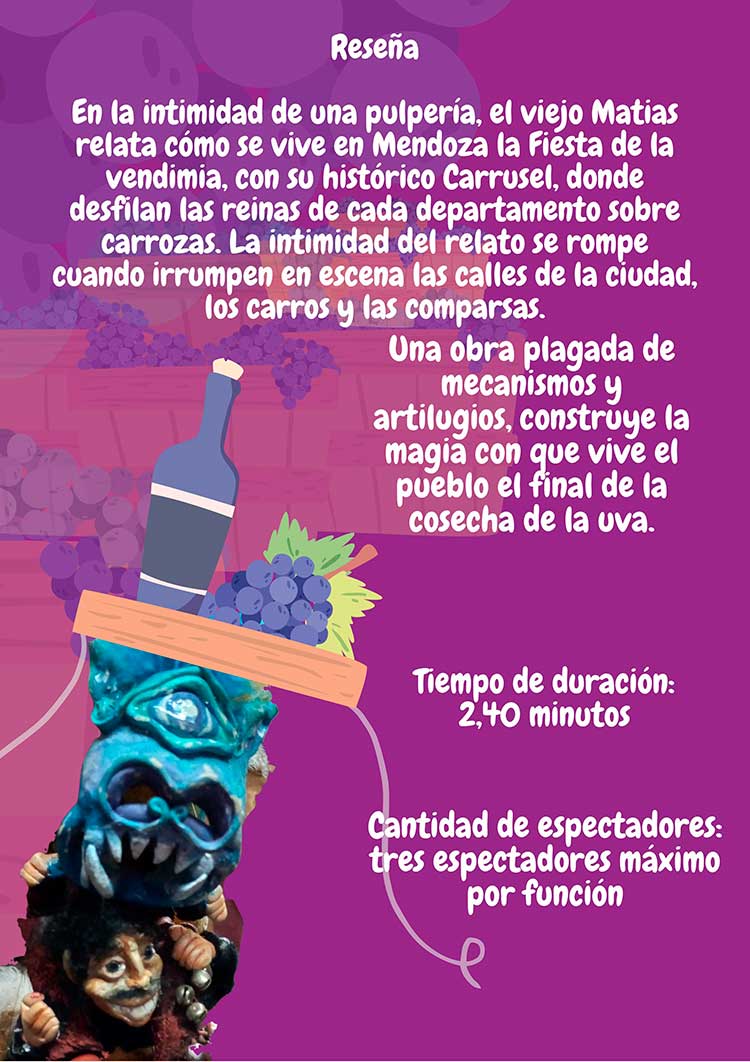 Reseña
En la intimidad de una pulpería, el viejo Matias
relata cómo se vive en Mendoza la Fiesta de la
vendimia, con su histórico Carrusel, donde
desfilan las reinas de cada departamento sobre
carrozas. La intimidad del relato se rompe
cuando irrumpen en escena las calles de la ciudad,
los carros y las comparsas.
Una obra plagada de
mecanismos y
artilugios, construye la
magia con que vive el
pueblo el final de la
cosecha de la uva.
Tiempo de duración:
2,40 minutos
Cantidad de espectadores:
tres espectadores máximo
por función